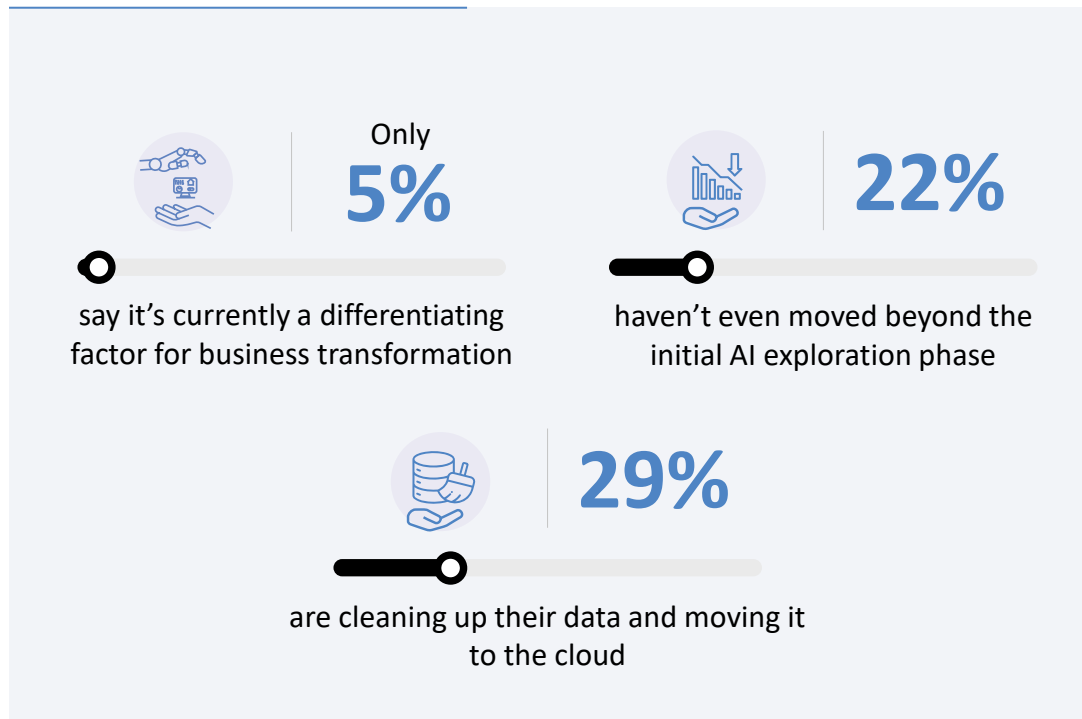 Only
5%
say it’s currently a differentiating
factor for business transformation
22%
haven’t even moved beyond the
initial AI exploration phase
29%
are cleaning up their data and moving it
to the cloud